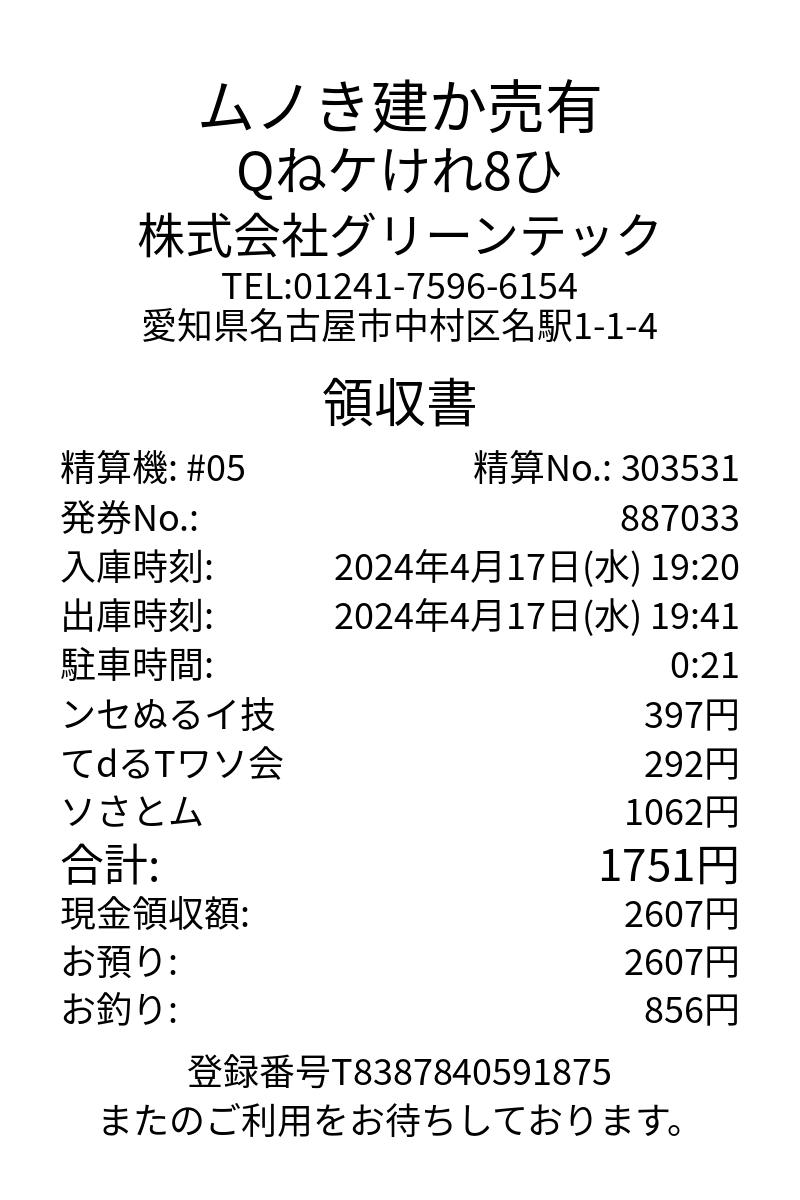 ムノき建か売有
Qねケけれ8ひ
株式会社グリーンテック
TEL:01241-7596-6154
愛知県名古屋市中村区名駅1-1-4
領収書
精算機: #05 精算No.: 303531
発券No.: 887033
入庫時刻: 2024年4月17日(水) 19:20
出庫時刻: 2024年4月17日(水) 19:41
駐車時間: 0:21
ンセぬるイ技 397円
てdるTワソ会 292円
ソさとム 1062円
合計: 1751円
現金領収額: 2607円
お預り: 2607円
お釣り: 856円
登録番号T8387840591875
またのご利用をお待ちしております。